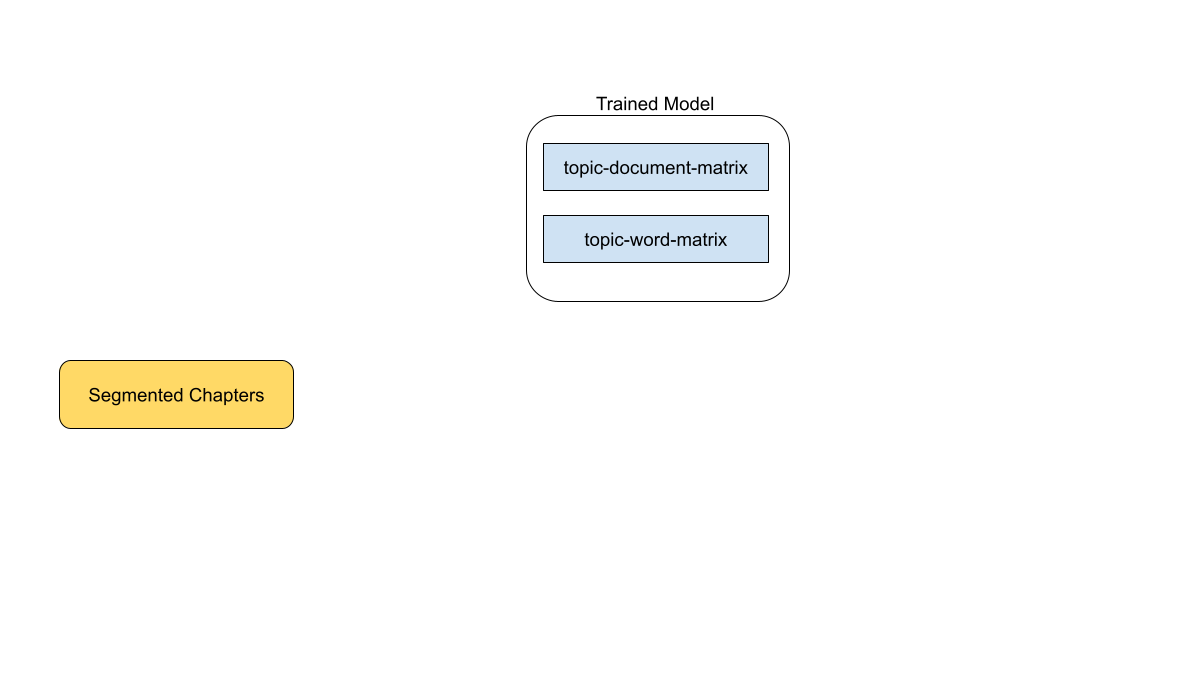 Trained Model
topic-document-matrix
topic-word-matrix
Segmented Chapters